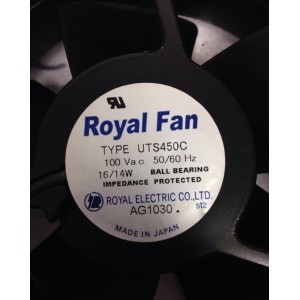 Royal Fan
TYPE UTS450C
100 Va.c. 50/60 Hz
16/14W BALL BEARING
IMPEDANCE PROTECTED
ROYAL ELECTRIC CO.,LTD.
AG1030. st2
MADE IN JAPAN